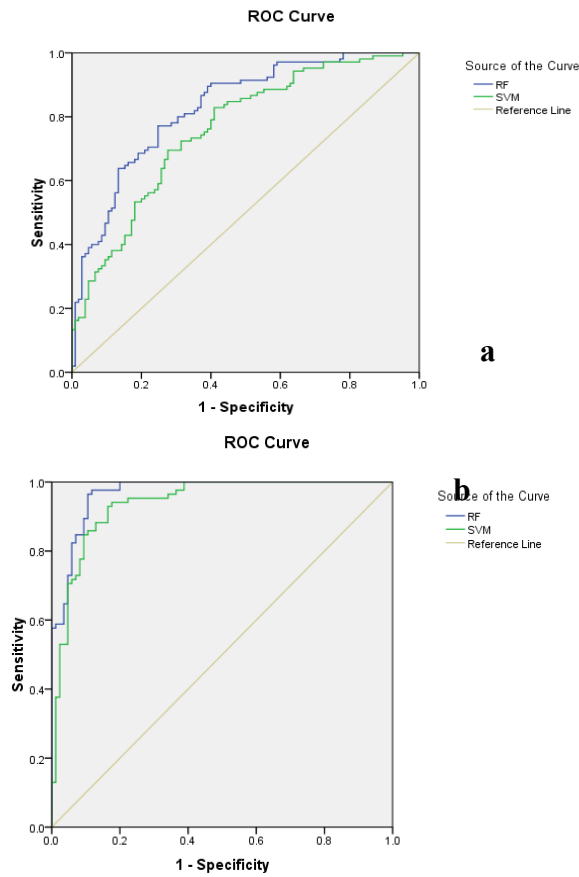 ROC Curve
Source of the Curve
RF
SVM
Reference Line
1.0
0.8
0.6
0.4
0.2
0.0
Sensitivity
0.0 0.2 0.4 0.6 0.8 1.0
1 - Specificity
a
ROC Curve
b
Source of the Curve
RF
SVM
Reference Line
1.0
0.8
0.6
0.4
0.2
0.0
Sensitivity
0.0 0.2 0.4 0.6 0.8 1.0
1 - Specificity